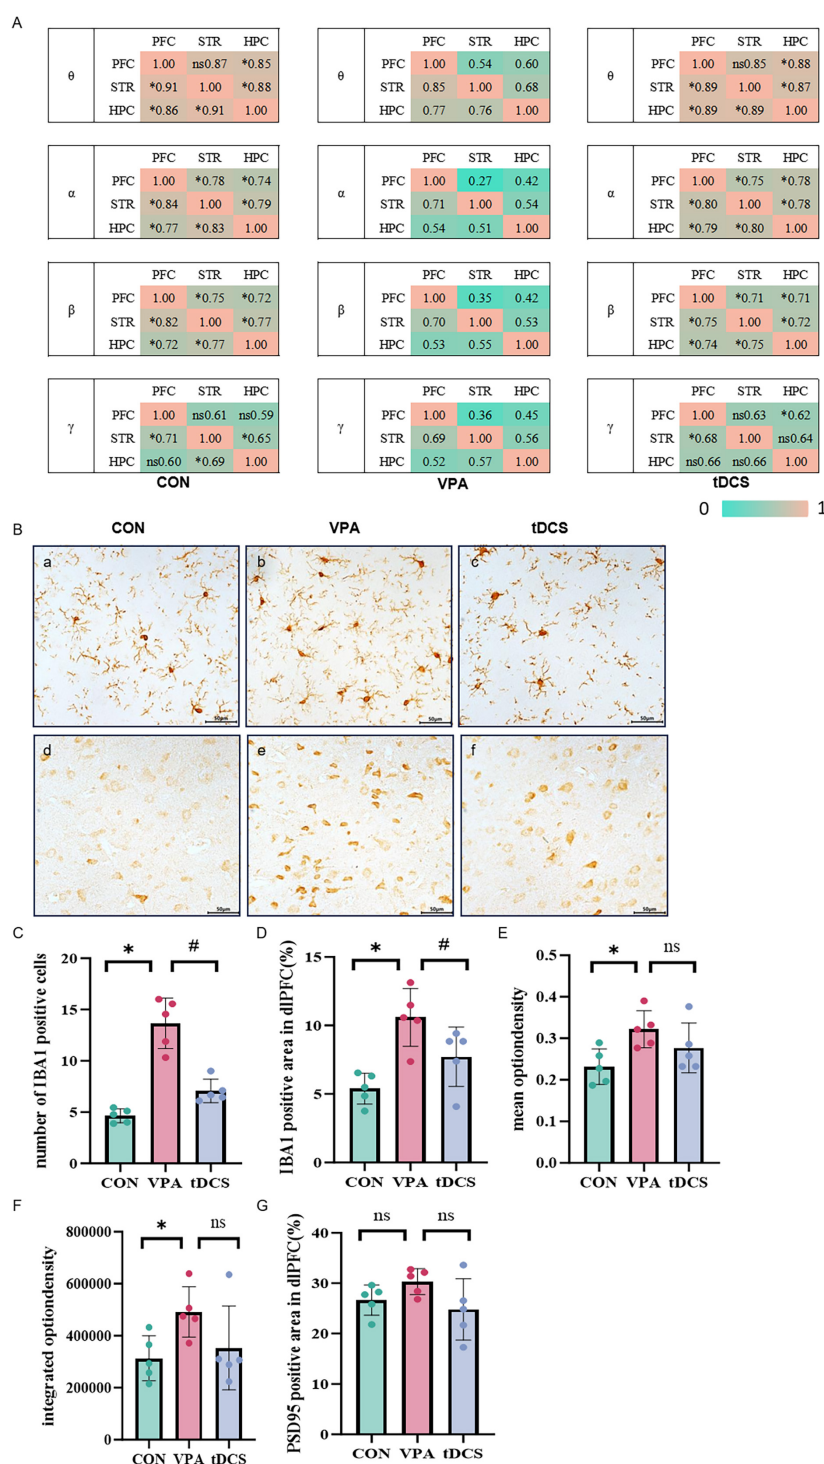 A
PFC STR HPC
PFC 1.00 ns0.87 *0.85
θ STR *0.91 1.00 *0.88
HPC *0.86 *0.91 1.00
PFC STR HPC
PFC 1.00 0.54 0.60
STR 0.85 1.00 0.68
HPC 0.77 0.76 1.00
PFC STR HPC
PFC 1.00 ns0.85 *0.88
θ STR *0.89 1.00 *0.87
HPC *0.89 *0.89 1.00
PFC STR HPC
PFC 1.00 *0.78 *0.74
α STR *0.84 1.00 *0.79
HPC *0.77 *0.83 1.00
PFC STR HPC
PFC 1.00 0.27 0.42
α STR 0.71 1.00 0.54
HPC 0.54 0.51 1.00
PFC STR HPC
PFC 1.00 *0.75 *0.78
α STR *0.80 1.00 *0.78
HPC *0.79 *0.80 1.00
PFC STR HPC
PFC 1.00 *0.75 *0.72
β STR *0.82 1.00 *0.77
HPC *0.72 *0.77 1.00
PFC STR HPC
PFC 1.00 0.35 0.42
β STR 0.70 1.00 0.53
HPC 0.53 0.55 1.00
PFC STR HPC
PFC 1.00 *0.71 *0.71
β STR *0.75 1.00 *0.72
HPC *0.74 *0.75 1.00
PFC STR HPC
PFC 1.00 ns0.61 ns0.59
γ STR *0.71 1.00 *0.65
HPC ns0.60 *0.69 1.00
CON
PFC STR HPC
PFC 1.00 0.36 0.45
γ STR 0.69 1.00 0.56
HPC 0.52 0.57 1.00
VPA
PFC STR HPC
PFC 1.00 ns0.63 *0.62
γ STR *0.68 1.00 ns0.64
HPC ns0.66 ns0.66 1.00
tDCS
0 1
B
CON VPA tDCS
a b c
50μm 50μm 50μm
d e f
50μm 50μm 50μm
C
* #
number of IBA1 positive cells
20
15
10
5
0
CON VPA tDCS
D
* #
IBA1 positive area in dlPFC(%)
15
10
5
0
CON VPA tDCS
E
* ns
mean optiondensity
0.5
0.4
0.3
0.2
0.1
0.0
CON VPA tDCS
F
* ns
integrated optiondensity
800000
600000
400000
200000
0
CON VPA tDCS
G
ns ns
PSD95 positive area in dlPFC(%)
40
30
20
10
0
CON VPA tDCS